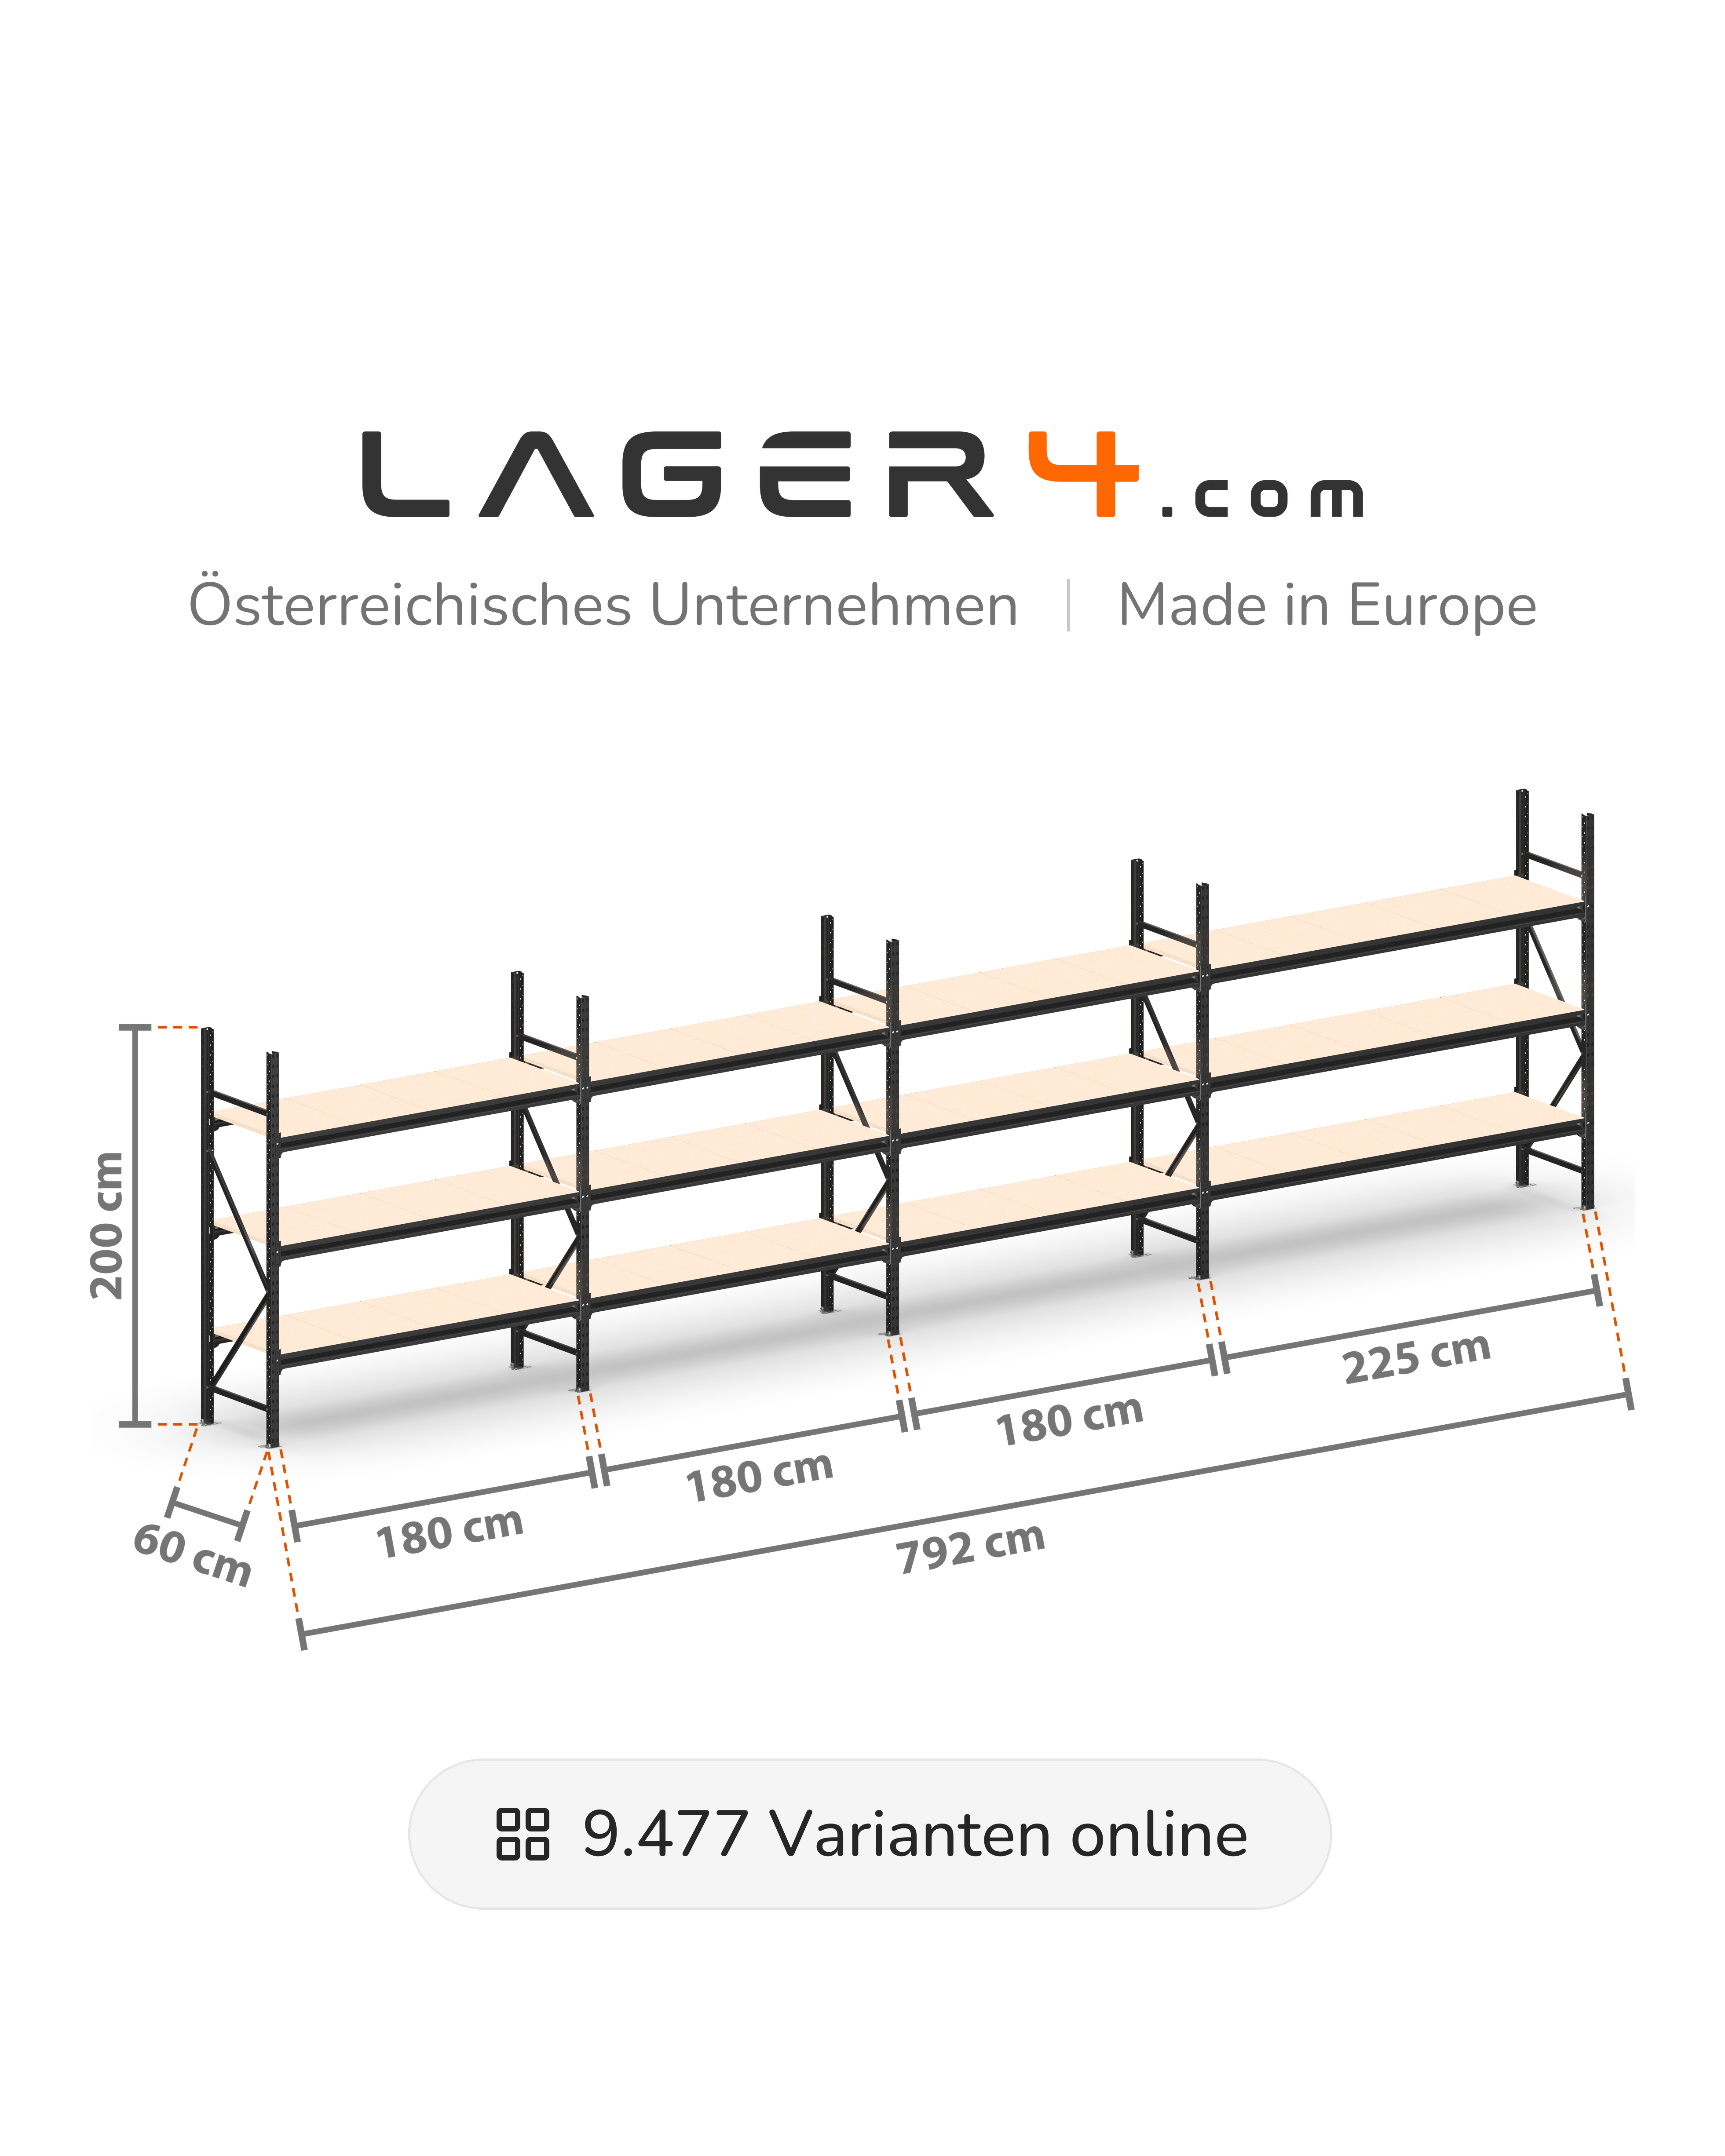 LAGER4.com
Österreichisches Unternehmen | Made in Europe
200 cm
60 cm
180 cm
180 cm
180 cm
225 cm
792 cm
9.477 Varianten online